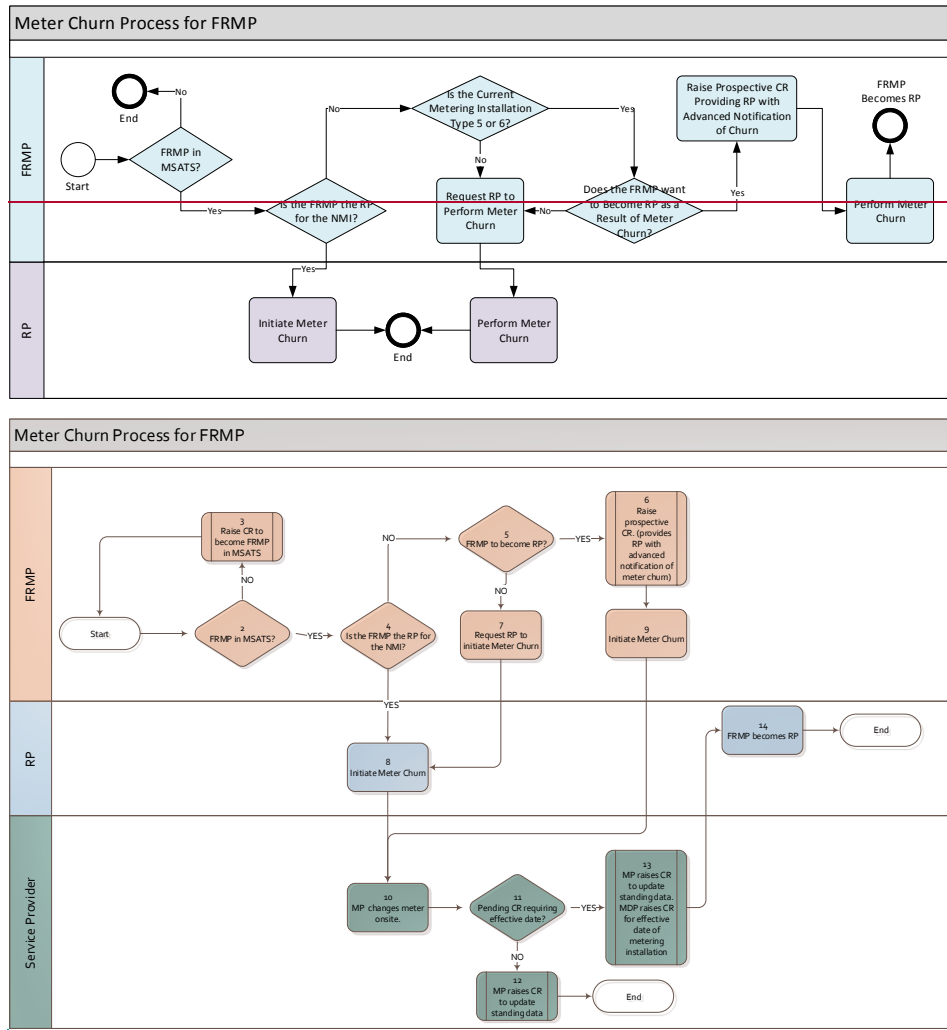 Meter Churn Process for FRMP
FRMP
No
End
Start
FRMP in
MSATS?
Yes
Is the FRMP the RP
for the NMI?
No
Is the Current
Metering Installation
Type 5 or 6?
Yes
No
Request RP to
Perform Meter
Churn
No
Does the FRMP want
to Become RP as a
Result of Meter
Churn?
Yes
Raise Prospective CR
Providing RP with
Advanced Notification
of Churn
FRMP
Becomes RP
Perform Meter
Churn
RP
Yes
Initiate Meter
Churn
End
Perform Meter
Churn
Meter Churn Process for FRMP
FRMP
3
Raise CR to
become FRMP
in MSATS
NO
Start
2
FRMP in MSATS?
YES
4
Is the FRMP the RP for
the NMI?
NO
5
FRMP to become RP?
YES
6
Raise
prospective
CR. (provides
RP with
advanced
notification of
meter churn)
NO
7
Request RP to
initiate Meter Churn
9
Initiate Meter Churn
YES
RP
8
Initiate Meter Churn
14
FRMP becomes RP
End
Service Provider
10
MP changes meter
onsite.
11
Pending CR requiring
effective date?
YES
13
MP raises CR
to update
standing data.
MDP raises CR
for effective
date of
metering
installation
NO
12
MP raises CR
to update
standing data
End